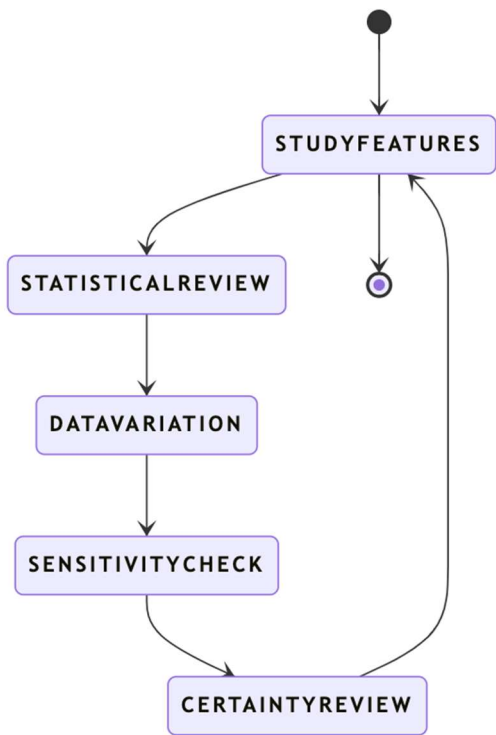 STUDYFEATURES
STATISTICALREVIEW
DATAVARIATION
SENSITIVITYCHECK
CERTAINTYREVIEW